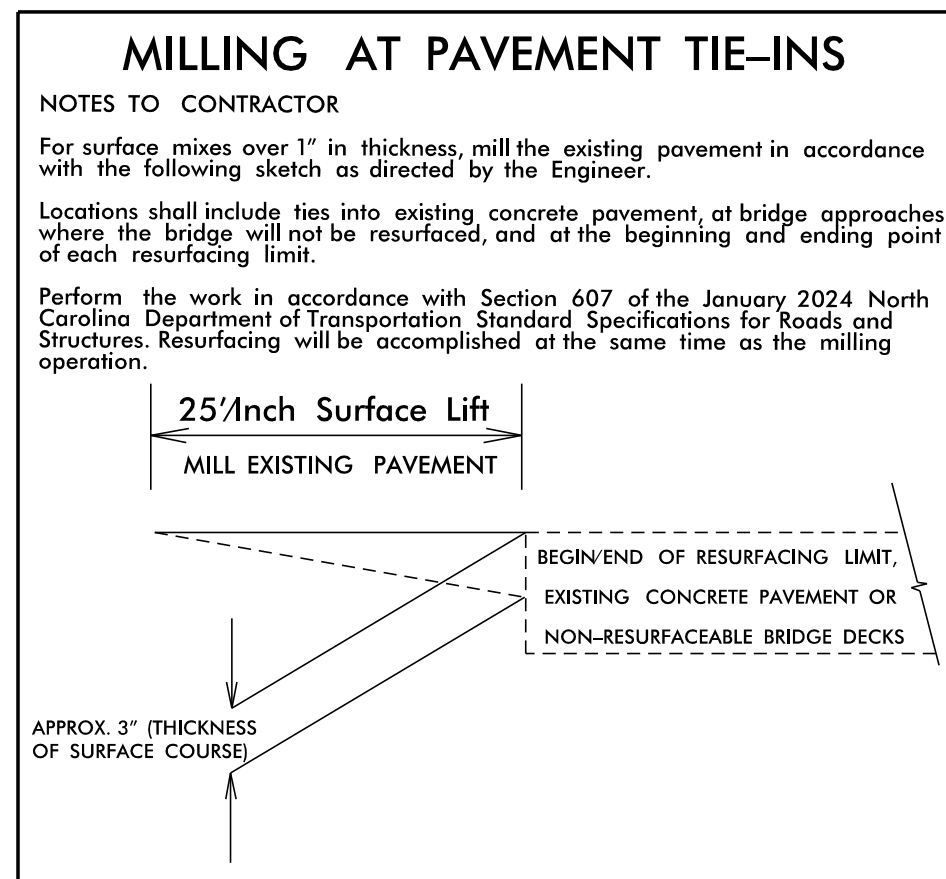 MILLING AT PAVEMENT TIE–INS
NOTES TO CONTRACTOR
For surface mixes over 1" in thickness, mill the existing pavement in accordance
with the following sketch as directed by the Engineer.
Locations shall include ties into existing concrete pavement, at bridge approaches
where the bridge will not be resurfaced, and at the beginning and ending point
of each resurfacing limit.
Perform the work in accordance with Section 607 of the January 2024 North
Carolina Department of Transportation Standard Specifications for Roads and
Structures. Resurfacing will be accomplished at the same time as the milling
operation.
25'/Inch Surface Lift
MILL EXISTING PAVEMENT
BEGIN/END OF RESURFACING LIMIT,
EXISTING CONCRETE PAVEMENT OR
NON–RESURFACEABLE BRIDGE DECKS
APPROX. 3" (THICKNESS
OF SURFACE COURSE)